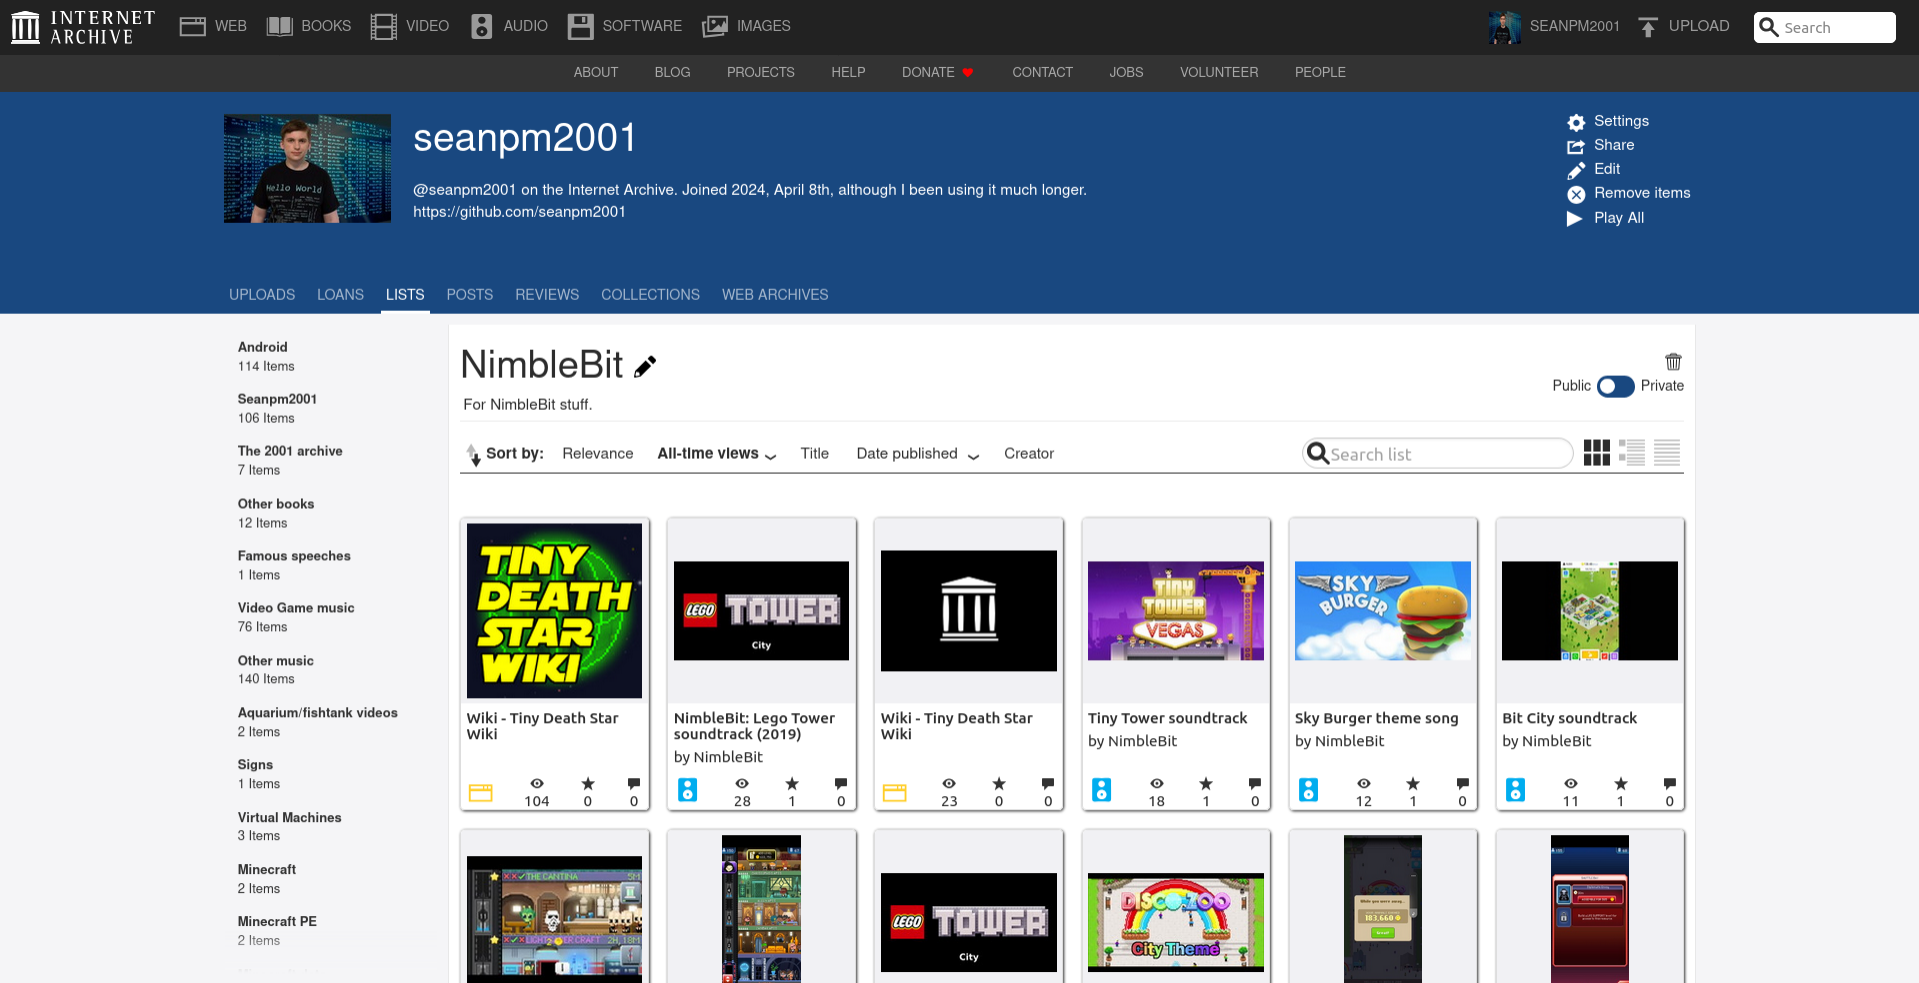 INTERNET ARCHIVE
WEB
BOOKS
VIDEO
AUDIO
SOFTWARE
IMAGES
SEANPM2001
UPLOAD
Search
ABOUT
BLOG
PROJECTS
HELP
DONATE
CONTACT
JOBS
VOLUNTEER
PEOPLE
Hello World
seanpm2001
@seanpm2001 on the Internet Archive. Joined 2024, April 8th, although I been using it much longer.
https://github.com/seanpm2001
Settings
Share
Edit
Remove items
Play All
UPLOADS
LOANS
LISTS
POSTS
REVIEWS
COLLECTIONS
WEB ARCHIVES
Android
114 Items
Seanpm2001
106 Items
The 2001 archive
7 Items
Other books
12 Items
Famous speeches
1 Items
Video Game music
76 Items
Other music
140 Items
Aquarium/fishtank videos
2 Items
Signs
1 Items
Virtual Machines
3 Items
Minecraft
2 Items
Minecraft PE
2 Items
NimbleBit
For NimbleBit stuff.
Public
Private
Sort by:
Relevance
All-time views
Title
Date published
Creator
Search list
TINY
DEATH
STAR
WIKI
Wiki - Tiny Death Star
Wiki
104
0
0
LEGO TOWER
City
NimbleBit: Lego Tower
soundtrack (2019)
by NimbleBit
28
1
0
Wiki - Tiny Death Star
Wiki
23
0
0
TINY
TOWER
VEGAS
Tiny Tower soundtrack
by NimbleBit
18
1
0
SKY
BURGER
Sky Burger theme song
by NimbleBit
12
1
0
Bit City soundtrack
by NimbleBit
11
1
0
THE CANTINA
5M
2H,18M
LEGO TOWER
City
DISCO ZOO
City Theme
While you were away...
183,660